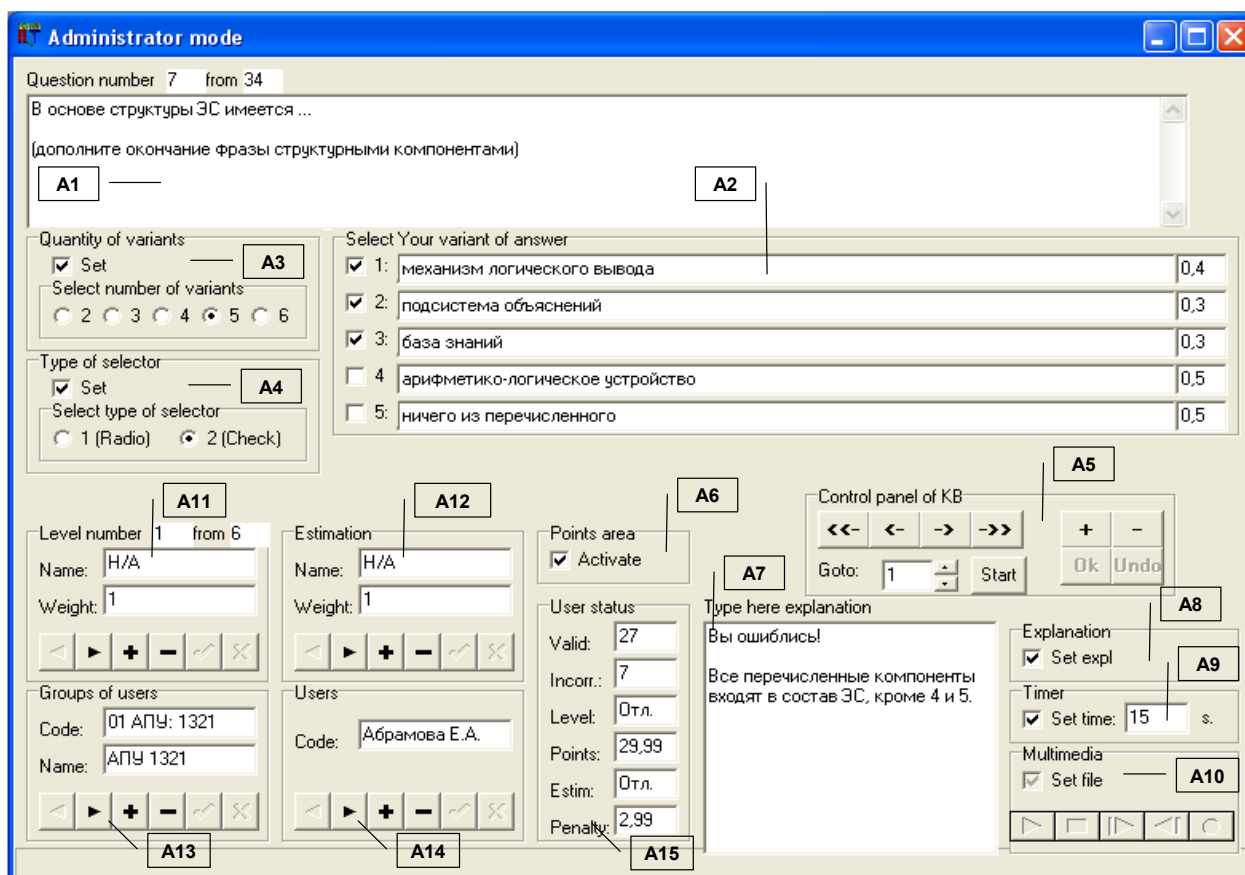 Administrator mode
Question number 7 from 34
В основе структуры ЭС имеется ...
(дополните окончание фразы структурными компонентами)
A1
A2
Quantity of variants
Set
A3
Select number of variants
2 3 4 5 6
Type of selector
Set
A4
Select type of selector
1 (Radio) 2 (Check)
Select Your variant of answer
1: механизм логического вывода 0,4
2: подсистема объяснений 0,3
3: база знаний 0,3
4 арифметико-логическое устройство 0,5
5: ничего из перечисленного 0,5
A11
Level number 1 from 6
Name: Н/А
Weight: 1
A12
Estimation
Name: Н/А
Weight: 1
A6
Points area
Activate
A5
Control panel of KB
<<- <- -> ->>
Goto: 1 Start
+ -
Ok Undo
Groups of users
Code: 01 АПУ: 1321
Name: АПУ 1321
A13
Users
Code: Абрамова Е.А.
A14
User status
Valid: 27
Incorr.: 7
Level: Отл.
Points: 29,99
Estim: Отл.
Penalty: 2,99
A15
A7
Type here explanation
Вы ошиблись!
Все перечисленные компоненты
входят в состав ЭС, кроме 4 и 5.
A8
Explanation
Set expl
A9
Timer
Set time: 15 s.
Multimedia
Set file
A10